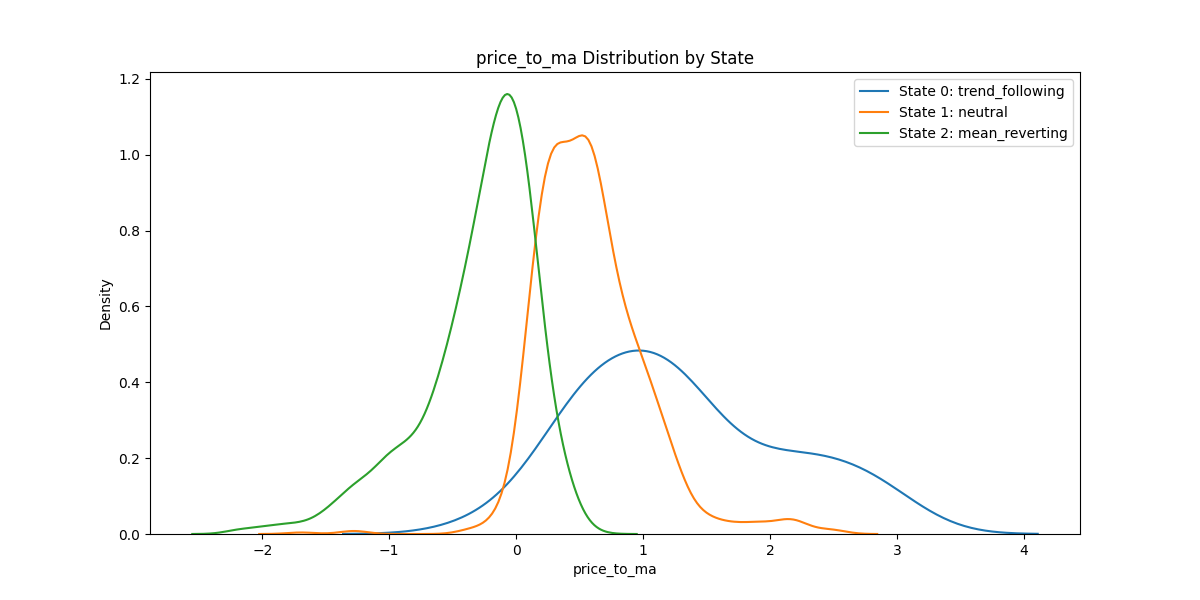 price_to_ma Distribution by State
State 0: trend_following
State 1: neutral
State 2: mean_reverting
Density
1.2
1.0
0.8
0.6
0.4
0.2
0.0
−2
−1
0
1
2
3
4
price_to_ma